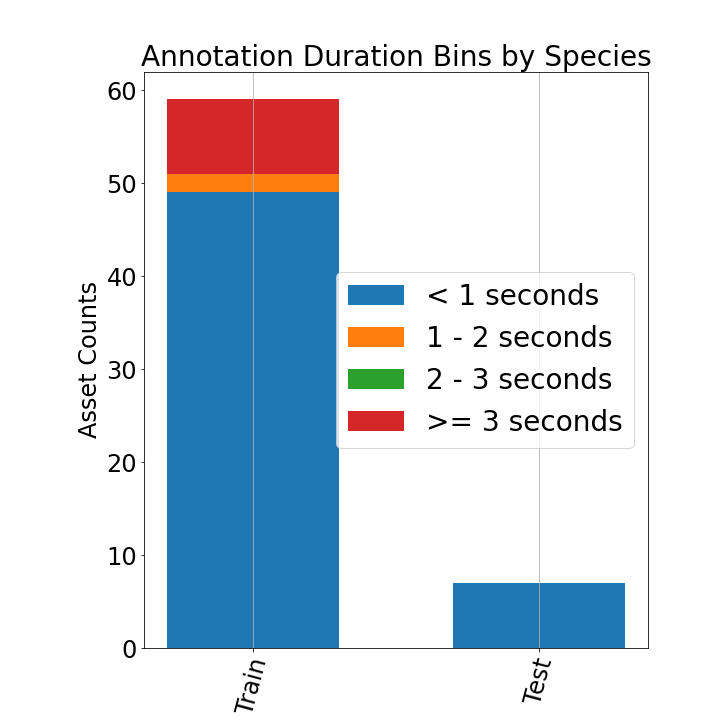 Annotation Duration Bins by Species
60
50
40
30
20
10
0
Asset Counts
< 1 seconds
1 - 2 seconds
2 - 3 seconds
>= 3 seconds
Train
Test